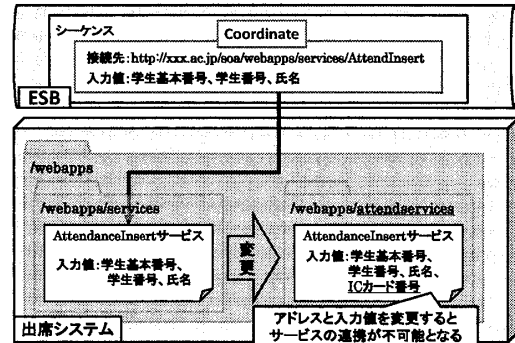 シーケンス
Coordinate
接続先:http://xxx.ac.jp/soa/webapps/services/AttendInsert
入力値:学生基本番号、学生番号、氏名
ESB
/webapps
/webapps/services
AttendanceInsertサービス
入力値:学生基本番号、
学生番号、氏名
変更
/webapps/attendservices
AttendanceInsertサービス
入力値:学生基本番号、
学生番号、氏名、
ICカード番号
出席システム
アドレスと入力値を変更すると
サービスの連携が不可能となる